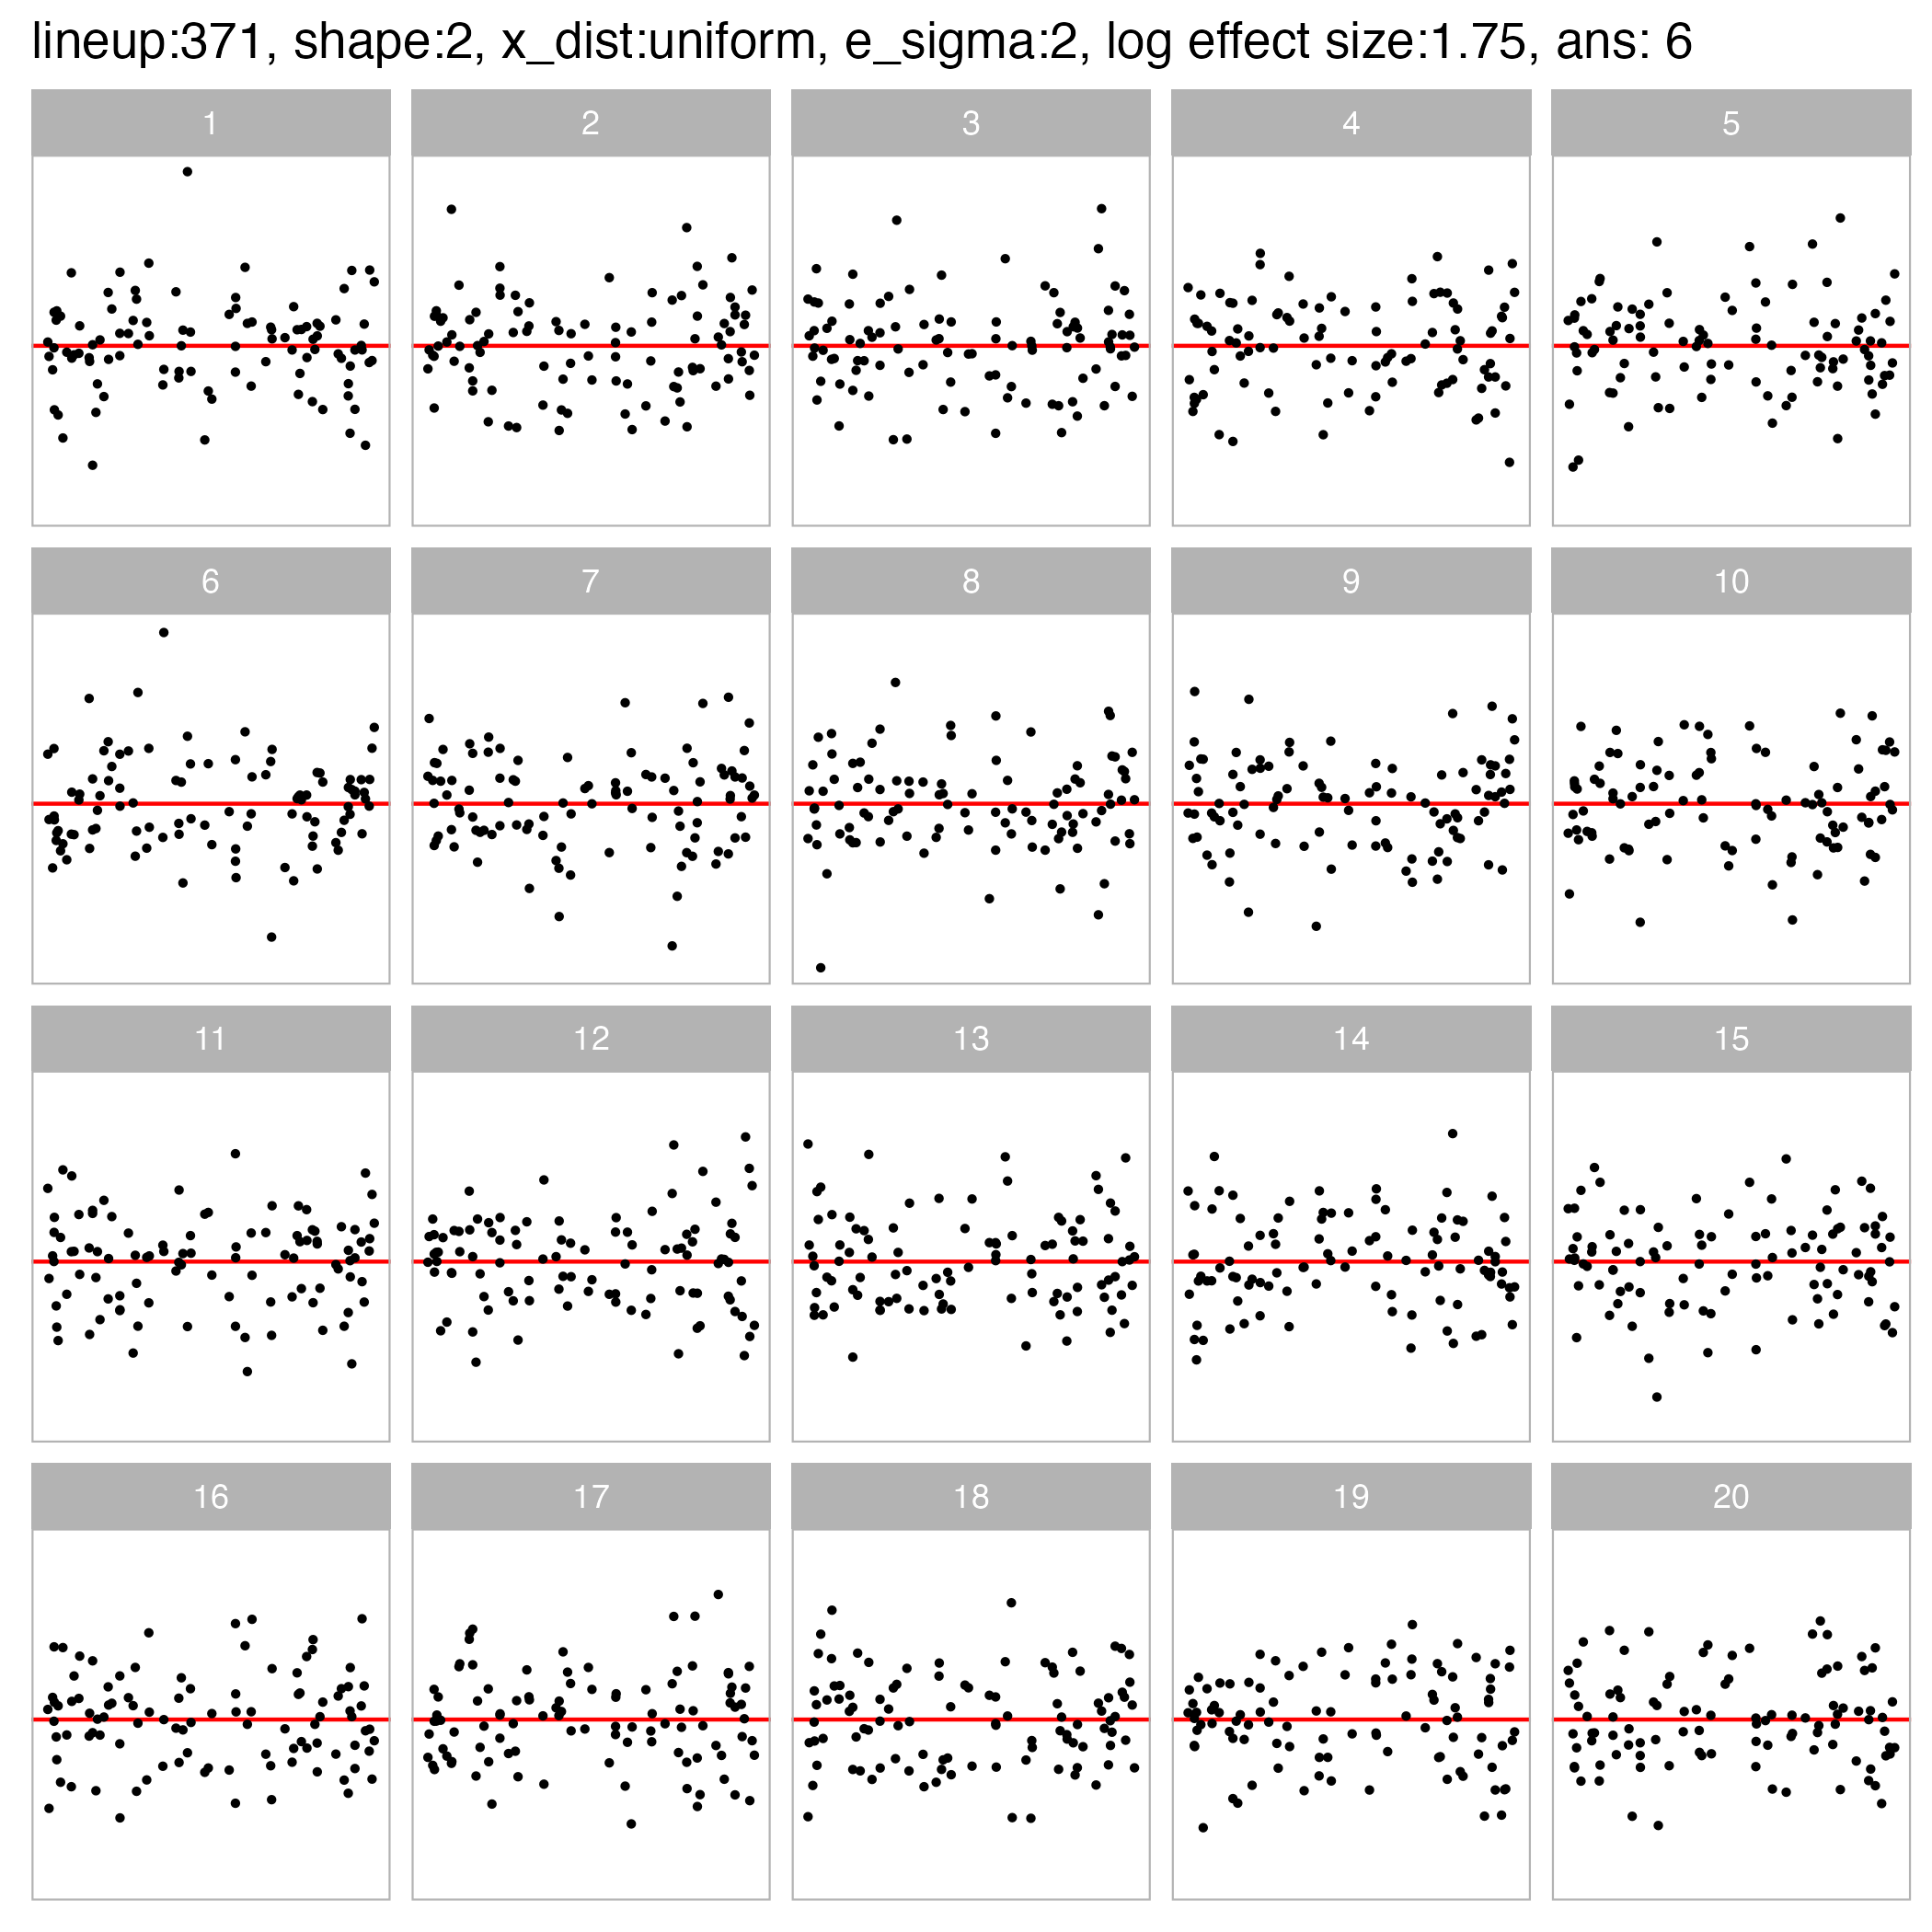 lineup:371, shape:2, x_dist:uniform, e_sigma:2, log effect size:1.75, ans: 6
1 2 3 4 5
6 7 8 9 10
11 12 13 14 15
16 17 18 19 20